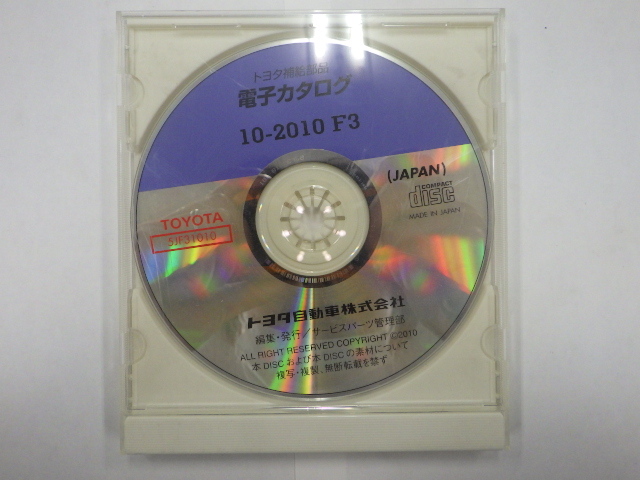 トヨタ補給部品
電子カタログ
10-2010 F3
(JAPAN)
COMPACT
disc
MADE IN JAPAN
TOYOTA
5JF31010
トヨタ自動車株式会社
編集・発行/サービスパーツ管理部
ALL RIGHT RESERVED COPYRIGHT ©2010
本DISCおよび本DISCの素材について
複写・複製、無断転載を禁ず